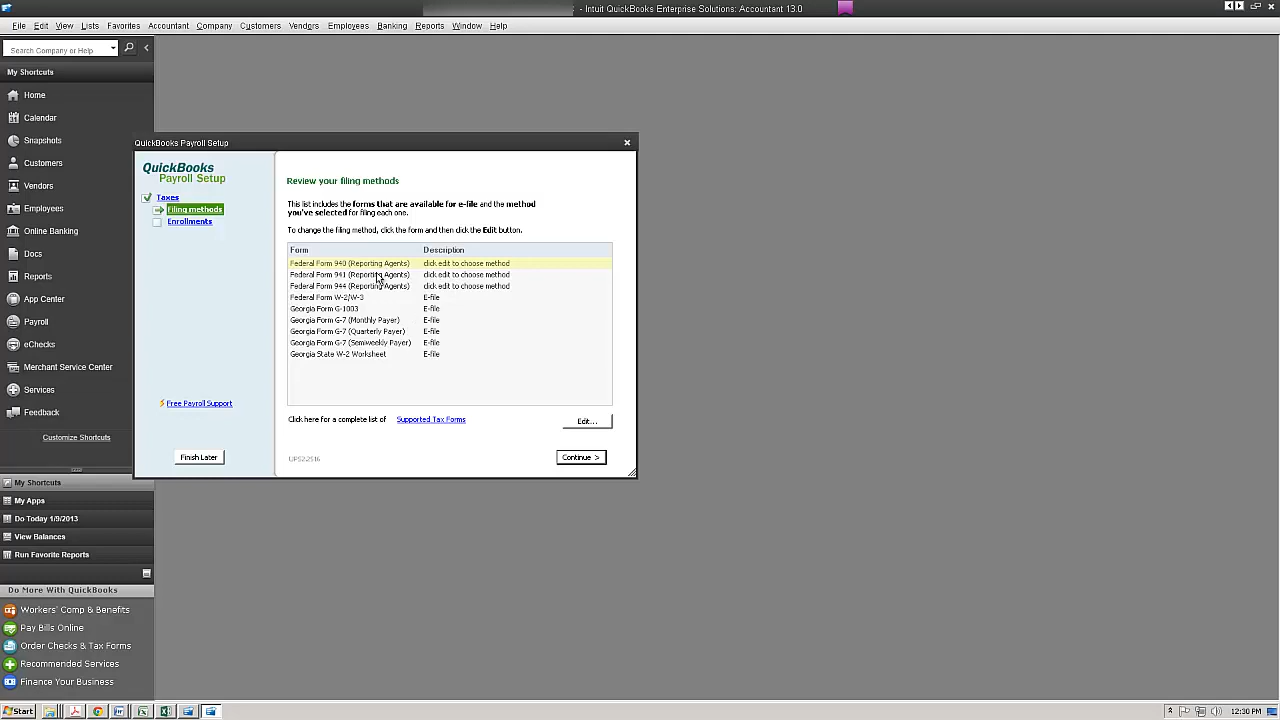 - Intuit QuickBooks Enterprise Solutions: Accountant 13.0
File Edit View Lists Favorites Accountant Company Customers Vendors Employees Banking Reports Window Help
Search Company or Help
My Shortcuts
Home
Calendar
Snapshots
Customers
Vendors
Employees
Online Banking
Docs
Reports
App Center
Payroll
eChecks
Merchant Service Center
Services
Feedback
Customize Shortcuts
My Shortcuts
My Apps
Do Today 1/9/2013
View Balances
Run Favorite Reports
Do More With QuickBooks
Workers' Comp & Benefits
Pay Bills Online
Order Checks & Tax Forms
Recommended Services
Finance Your Business
QuickBooks Payroll Setup
QuickBooks
Payroll Setup
Taxes
Filing methods
Enrollments
Free Payroll Support
Finish Later
Review your filing methods
This list includes the forms that are available for e-file and the method
you've selected for filing each one.
To change the filing method, click the form and then click the Edit button.
Form Description
Federal Form 940 (Reporting Agents) click edit to choose method
Federal Form 941 (Reporting Agents) click edit to choose method
Federal Form 944 (Reporting Agents) click edit to choose method
Federal Form W-2/W-3 E-file
Georgia Form G-1003 E-file
Georgia Form G-7 (Monthly Payer) E-file
Georgia Form G-7 (Quarterly Payer) E-file
Georgia Form G-7 (Semiweekly Payer) E-file
Georgia State W-2 Worksheet E-file
Click here for a complete list of Supported Tax Forms
Edit...
Continue >
Start
12:30 PM